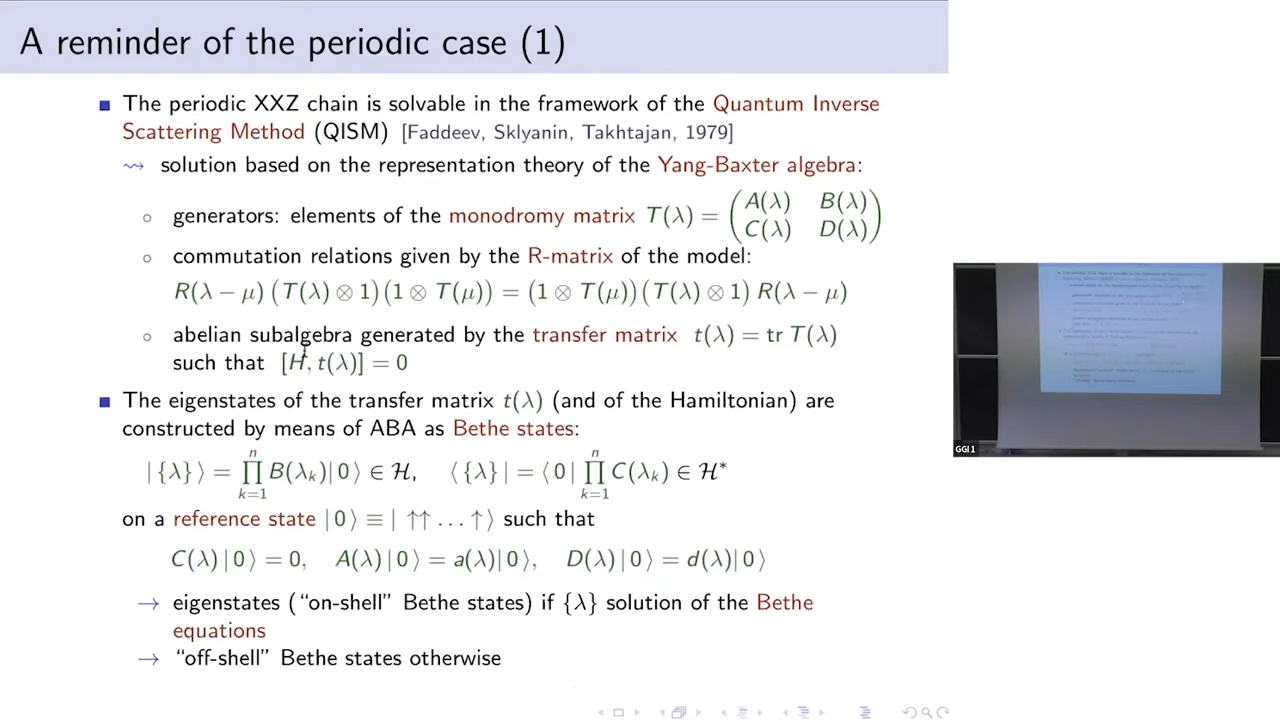 A reminder of the periodic case (1)
The periodic XXZ chain is solvable in the framework of the Quantum Inverse
Scattering Method (QISM) [Faddeev, Sklyanin, Takhtajan, 1979]
⇝ solution based on the representation theory of the Yang-Baxter algebra:
◦ generators: elements of the monodromy matrix T(λ) = ( A(λ) B(λ)
C(λ) D(λ) )
◦ commutation relations given by the R-matrix of the model:
R(λ − μ) (T(λ) ⊗ 1)(1 ⊗ T(μ)) = (1 ⊗ T(μ))(T(λ) ⊗ 1) R(λ − μ)
◦ abelian subalgebra generated by the transfer matrix t(λ) = tr T(λ)
such that [H, t(λ)] = 0
The eigenstates of the transfer matrix t(λ) (and of the Hamiltonian) are
constructed by means of ABA as Bethe states:
| {λ} ⟩ = ∏_{k=1}^{n} B(λ_k)| 0 ⟩ ∈ ℋ, ⟨ {λ} | = ⟨ 0 | ∏_{k=1}^{n} C(λ_k) ∈ ℋ*
on a reference state | 0 ⟩ ≡ | ↑↑ … ↑ ⟩ such that
C(λ) | 0 ⟩ = 0, A(λ) | 0 ⟩ = a(λ)| 0 ⟩, D(λ) | 0 ⟩ = d(λ)| 0 ⟩
→ eigenstates (“on-shell” Bethe states) if {λ} solution of the Bethe
equations
→ “off-shell” Bethe states otherwise
GGI 1